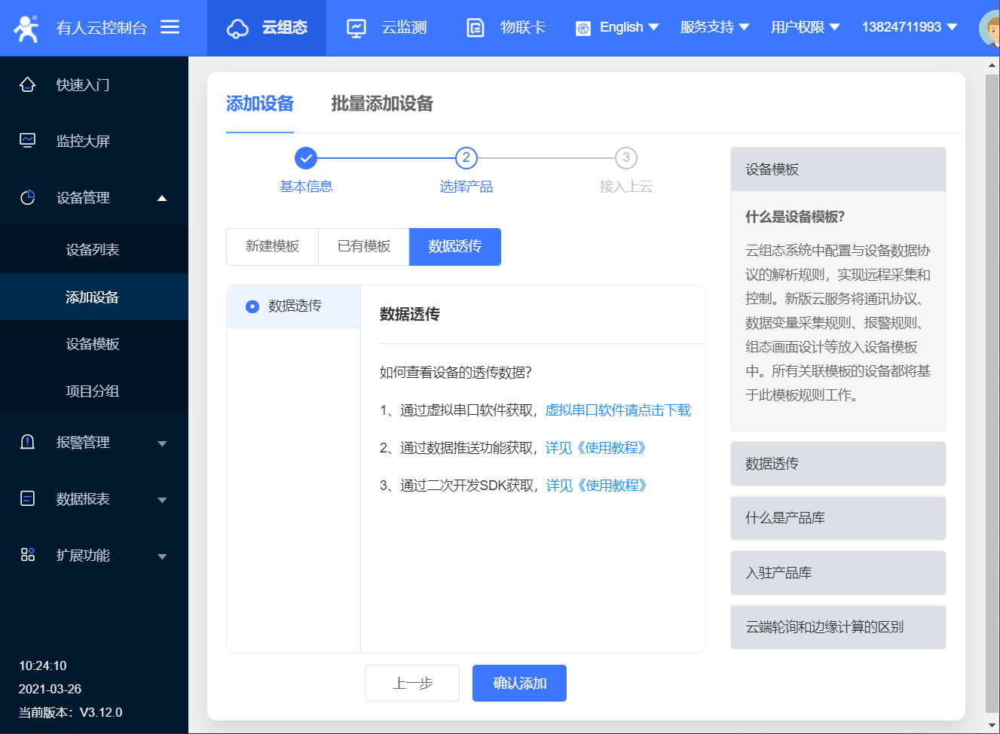 有人云控制台
云组态
云监测
物联卡
English
服务支持
用户权限
13824711993
快速入门
监控大屏
设备管理
设备列表
添加设备
设备模板
项目分组
报警管理
数据报表
扩展功能
10:24:10
2021-03-26
当前版本：V3.12.0
添加设备
批量添加设备
2
3
基本信息
选择产品
接入上云
新建模板
已有模板
数据透传
数据透传
数据透传
如何查看设备的透传数据?
1、通过虚拟串口软件获取，虚拟串口软件请点击下载
2、通过数据推送功能获取，详见《使用教程》
3、通过二次开发SDK获取，详见《使用教程》
上一步
确认添加
设备模板
什么是设备模板?
云组态系统中配置与设备数据协
议的解析规则，实现远程采集和
控制。新版云服务将通讯协议、
数据变量采集规则、报警规则、
组态画面设计等放入设备模板
中。所有关联模板的设备都将基
于此模板规则工作。
数据透传
什么是产品库
入驻产品库
云端轮询和边缘计算的区别